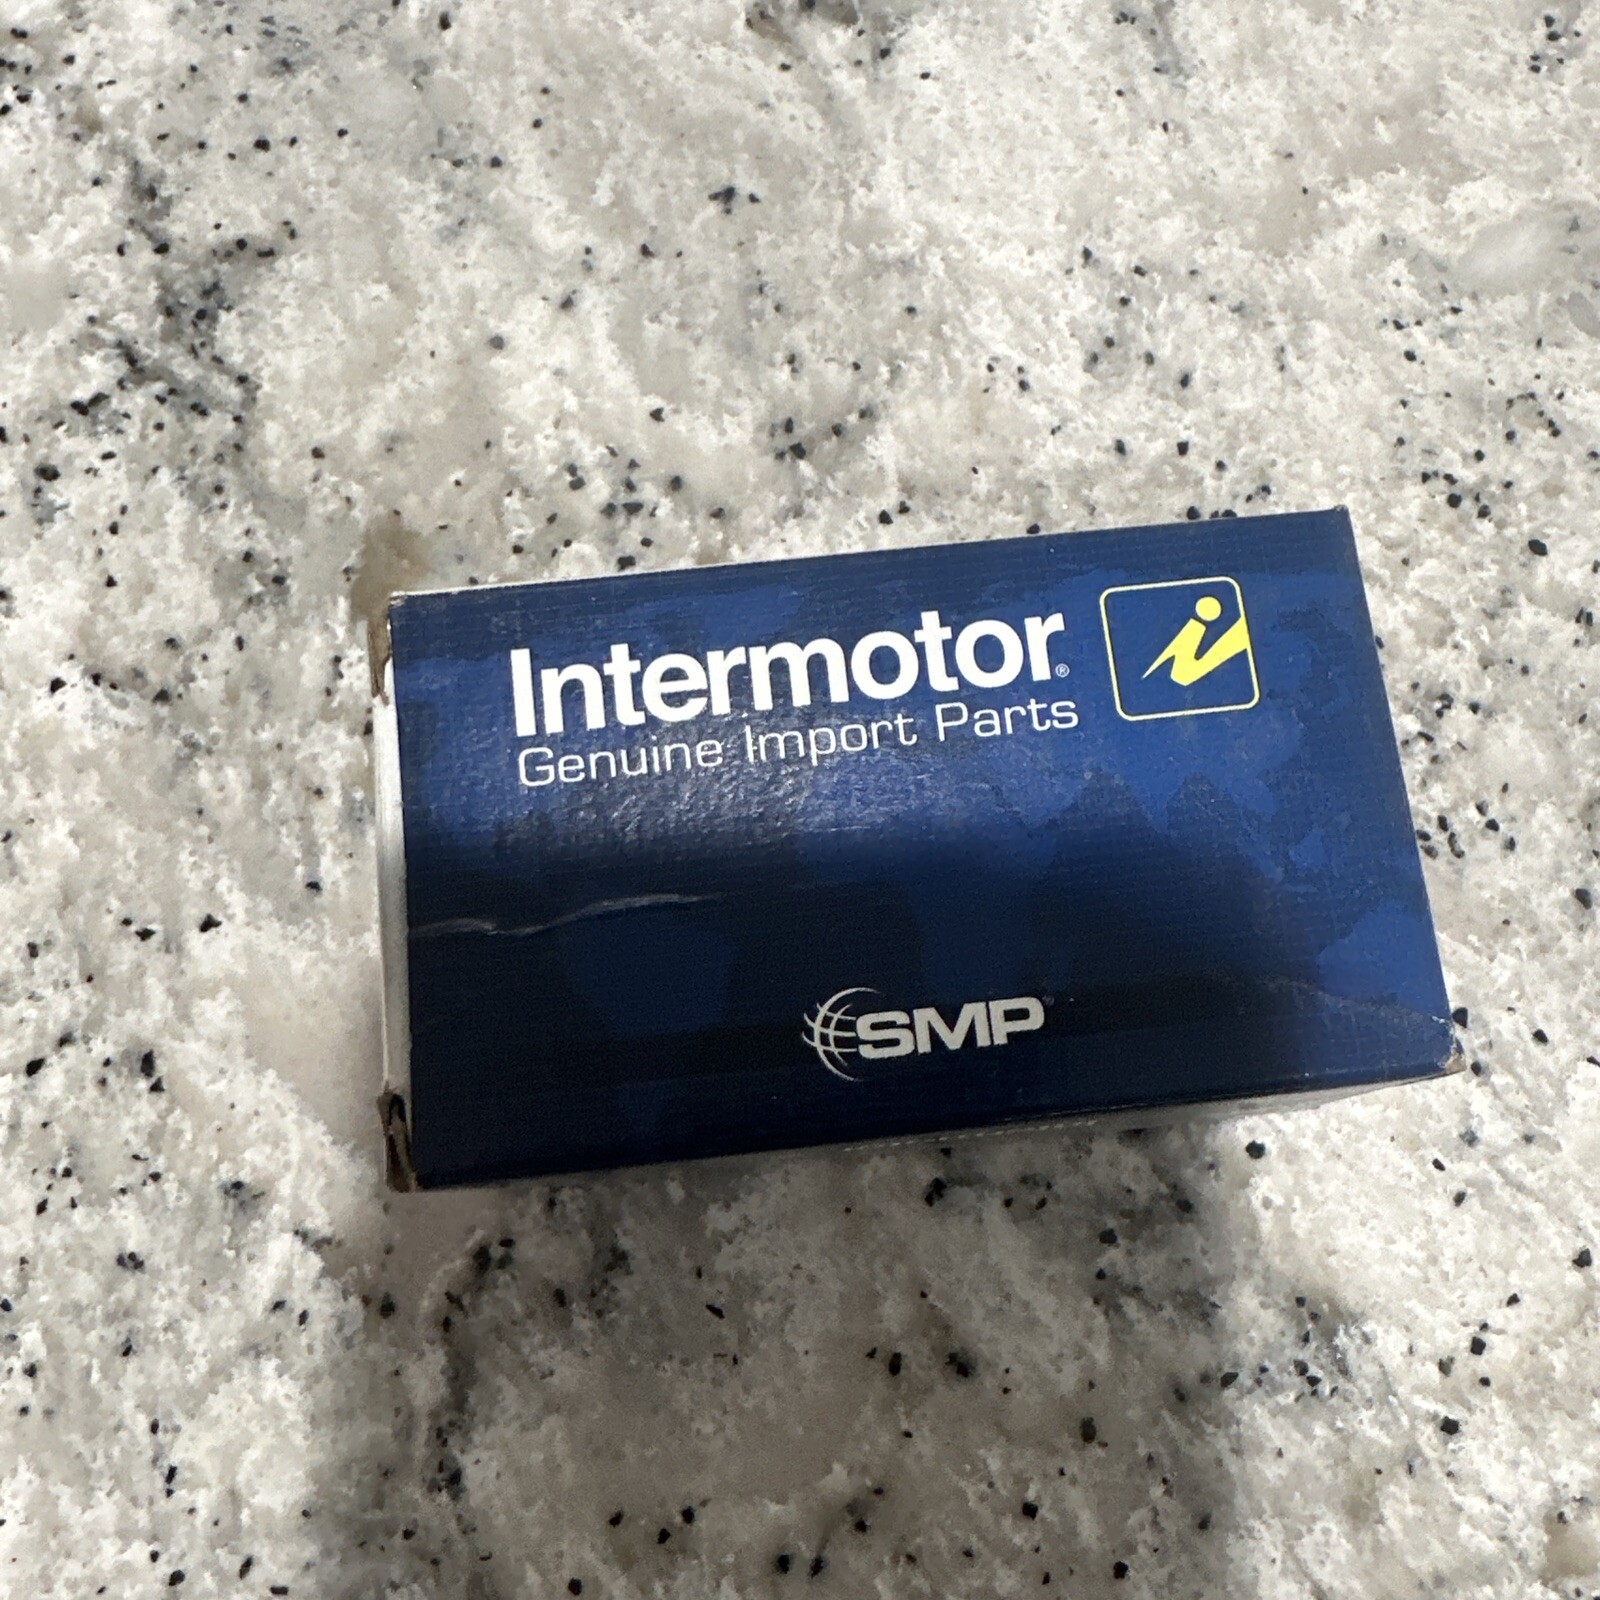 Intermotor®
Genuine Import Parts
SMP